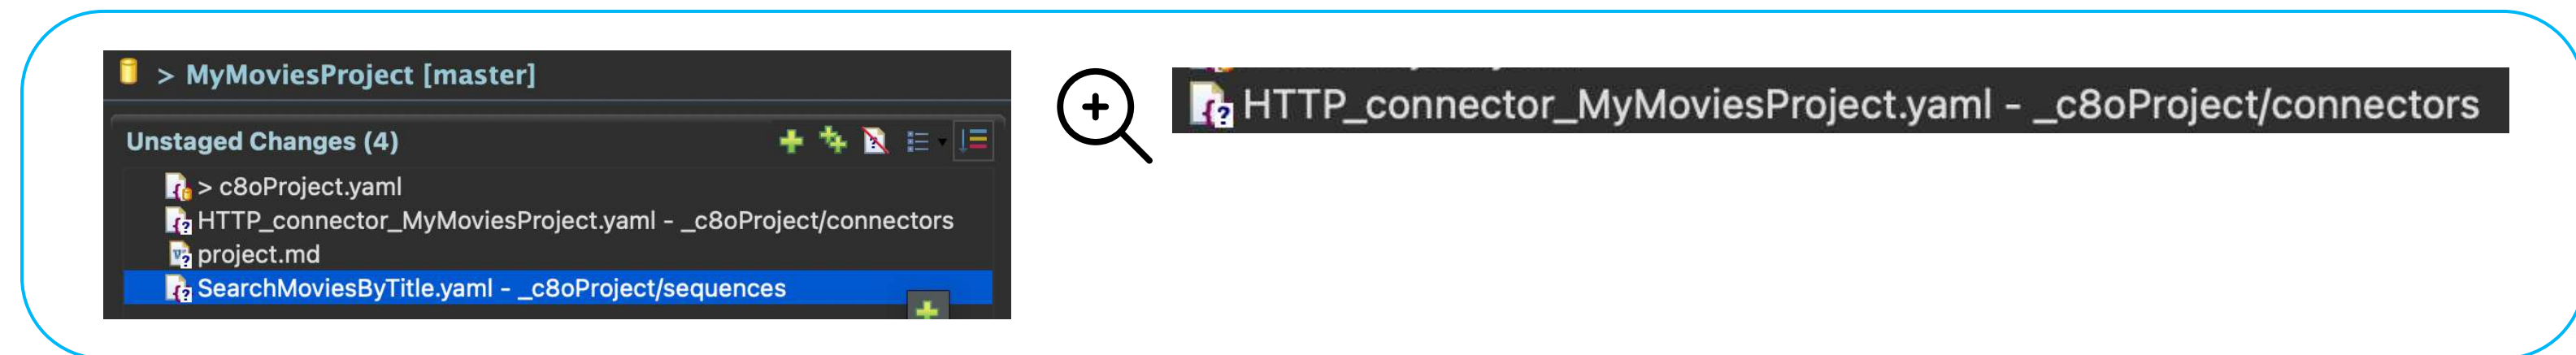 > MyMoviesProject [master]
Unstaged Changes (4)
> c8oProject.yaml
HTTP_connector_MyMoviesProject.yaml - _c8oProject/connectors
project.md
SearchMoviesByTitle.yaml - _c8oProject/sequences
HTTP_connector_MyMoviesProject.yaml - _c8oProject/connectors